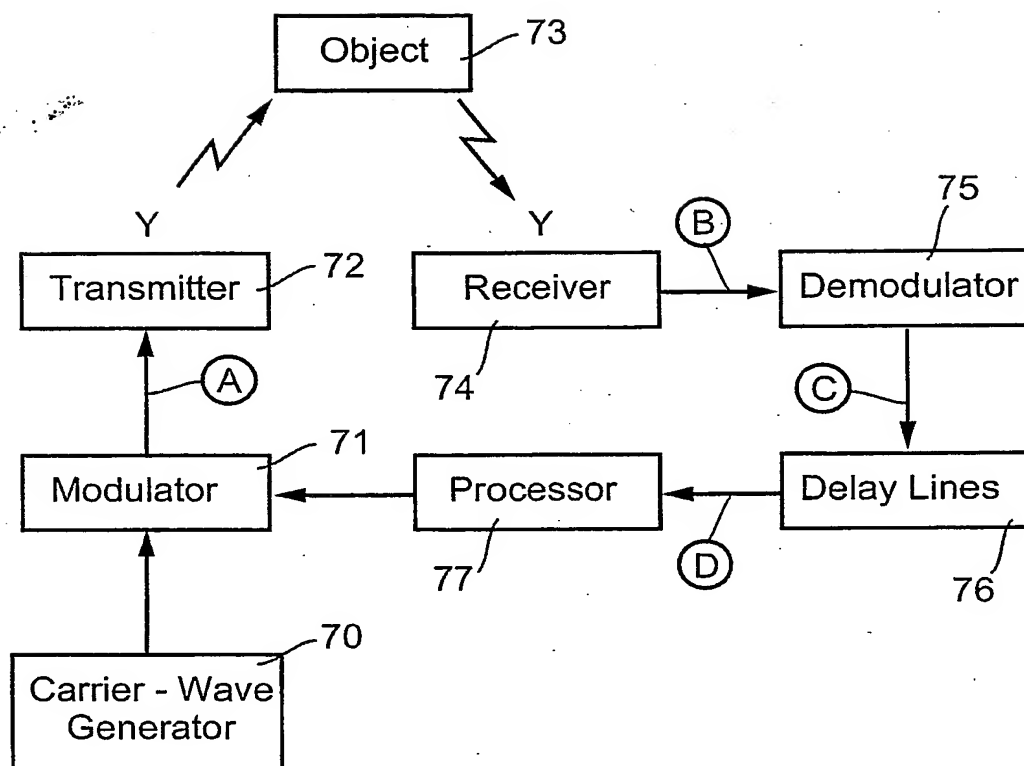 Object
73
Y
Y
B
75
Transmitter
72
Receiver
Demodulator
74
A
C
71
Modulator
Processor
Delay Lines
77
D
76
70
Carrier - Wave
Generator